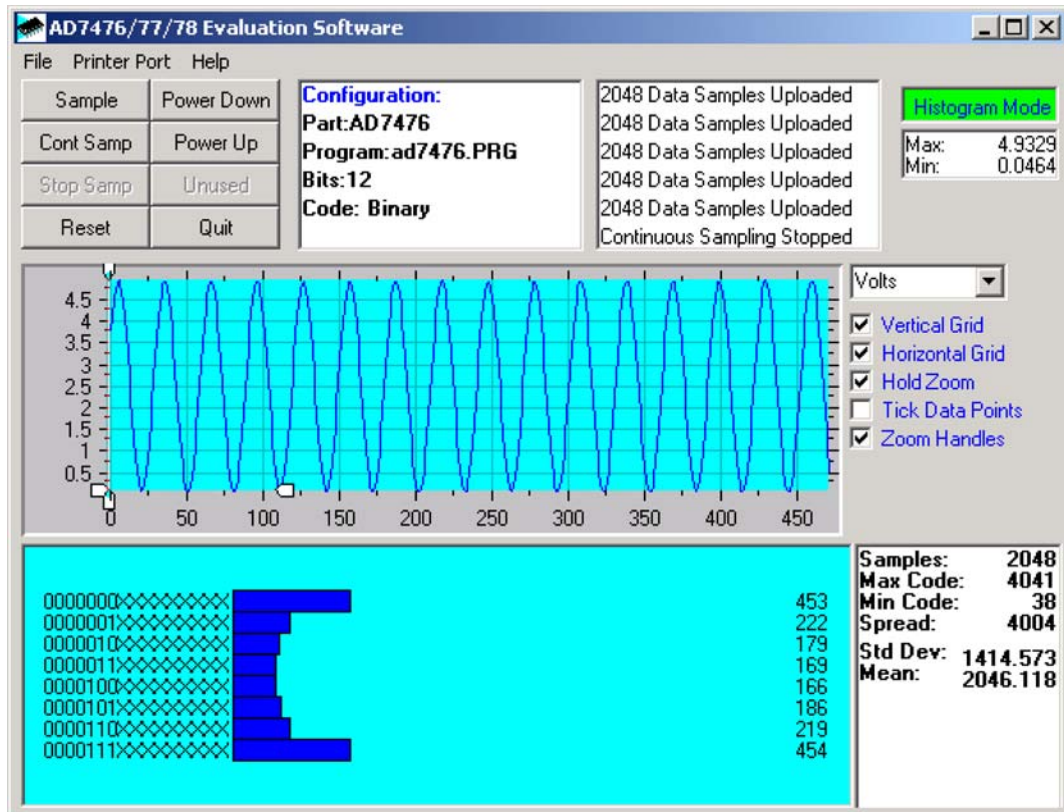 AD7476/77/78 Evaluation Software
File Printer Port Help
Sample Power Down
Cont Samp Power Up
Stop Samp Unused
Reset Quit
Configuration:
Part:AD7476
Program:ad7476.PRG
Bits:12
Code: Binary
2048 Data Samples Uploaded
2048 Data Samples Uploaded
2048 Data Samples Uploaded
2048 Data Samples Uploaded
2048 Data Samples Uploaded
Continuous Sampling Stopped
Histogram Mode
Max: 4.9329
Min: 0.0464
4.5
4
3.5
3
2.5
2
1.5
1
0.5
0 50 100 150 200 250 300 350 400 450
Volts
Vertical Grid
Horizontal Grid
Hold Zoom
Tick Data Points
Zoom Handles
0000000XXXXXXXXX 453
0000001XXXXXXXXX 222
0000010XXXXXXXXX 179
0000011XXXXXXXXX 169
0000100XXXXXXXXX 166
0000101XXXXXXXXX 186
0000110XXXXXXXXX 219
0000111XXXXXXXXX 454
Samples: 2048
Max Code: 4041
Min Code: 38
Spread: 4004
Std Dev: 1414.573
Mean: 2046.118